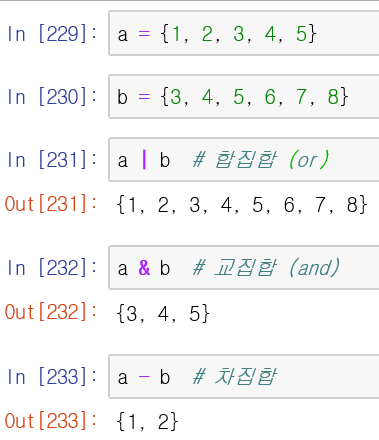 In [229]: a = {1, 2, 3, 4, 5}
In [230]: b = {3, 4, 5, 6, 7, 8}
In [231]: a | b  # 합집합 (or)
Out[231]: {1, 2, 3, 4, 5, 6, 7, 8}
In [232]: a & b  # 교집합 (and)
Out[232]: {3, 4, 5}
In [233]: a - b  # 차집합
Out[233]: {1, 2}